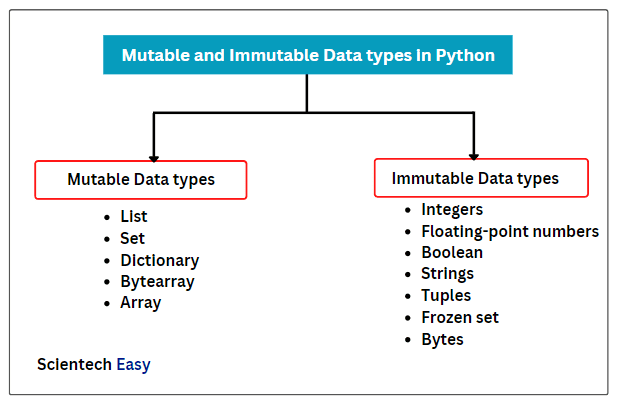 Mutable and Immutable Data types In Python
Mutable Data types
• List
• Set
• Dictionary
• Bytearray
• Array
Immutable Data types
• Integers
• Floating-point numbers
• Boolean
• Strings
• Tuples
• Frozen set
• Bytes
Scientech Easy